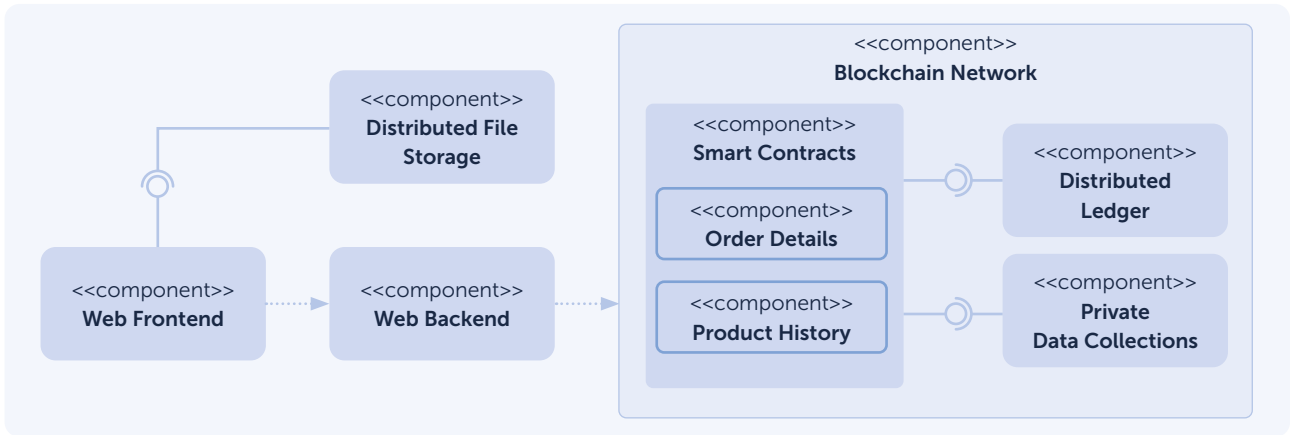 <<component>>
Blockchain Network
<<component>>
Distributed File
Storage
<<component>>
Smart Contracts
<<component>>
Order Details
<<component>>
Product History
<<component>>
Distributed
Ledger
<<component>>
Private
Data Collections
<<component>>
Web Frontend
<<component>>
Web Backend